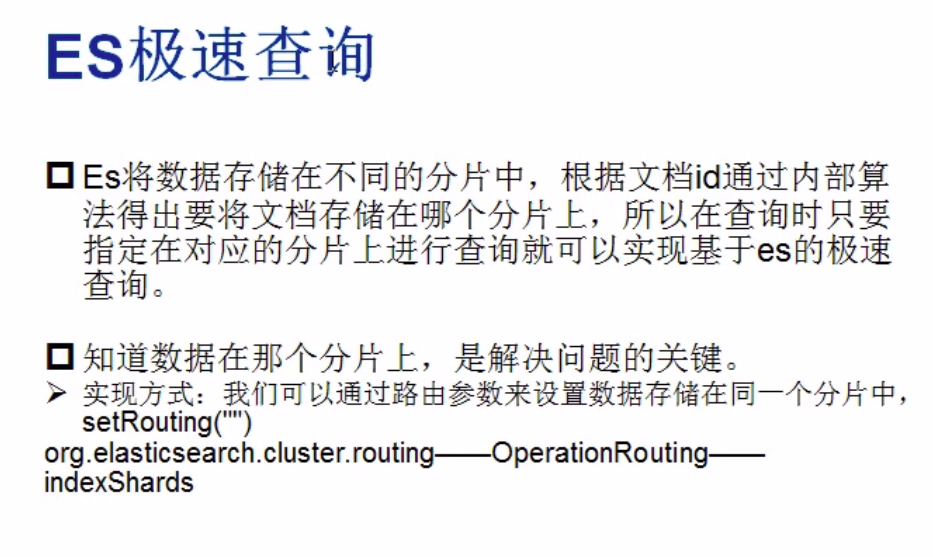 ES极速查询
Es将数据存储在不同的分片中，根据文档id通过内部算
法得出要将文档存储在哪个分片上，所以在查询时只要
指定在对应的分片上进行查询就可以实现基于es的极速
查询。
知道数据在那个分片上，是解决问题的关键。
实现方式：我们可以通过路由参数来设置数据存储在同一个分片中，
setRouting("")
org.elasticsearch.cluster.routing——OperationRouting——
indexShards